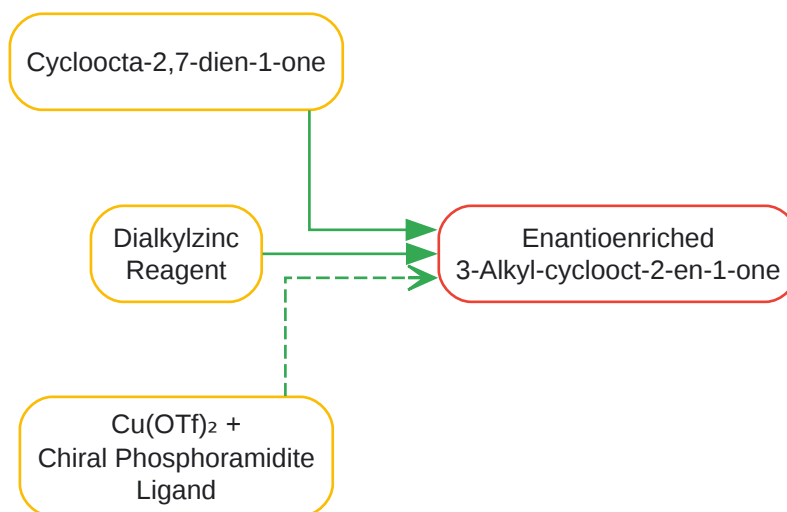 Cycloocta-2,7-dien-1-one
Dialkylzinc
Reagent
Enantioenriched
3-Alkyl-cyclooct-2-en-1-one
Cu(OTf)₂ +
Chiral Phosphoramidite
Ligand